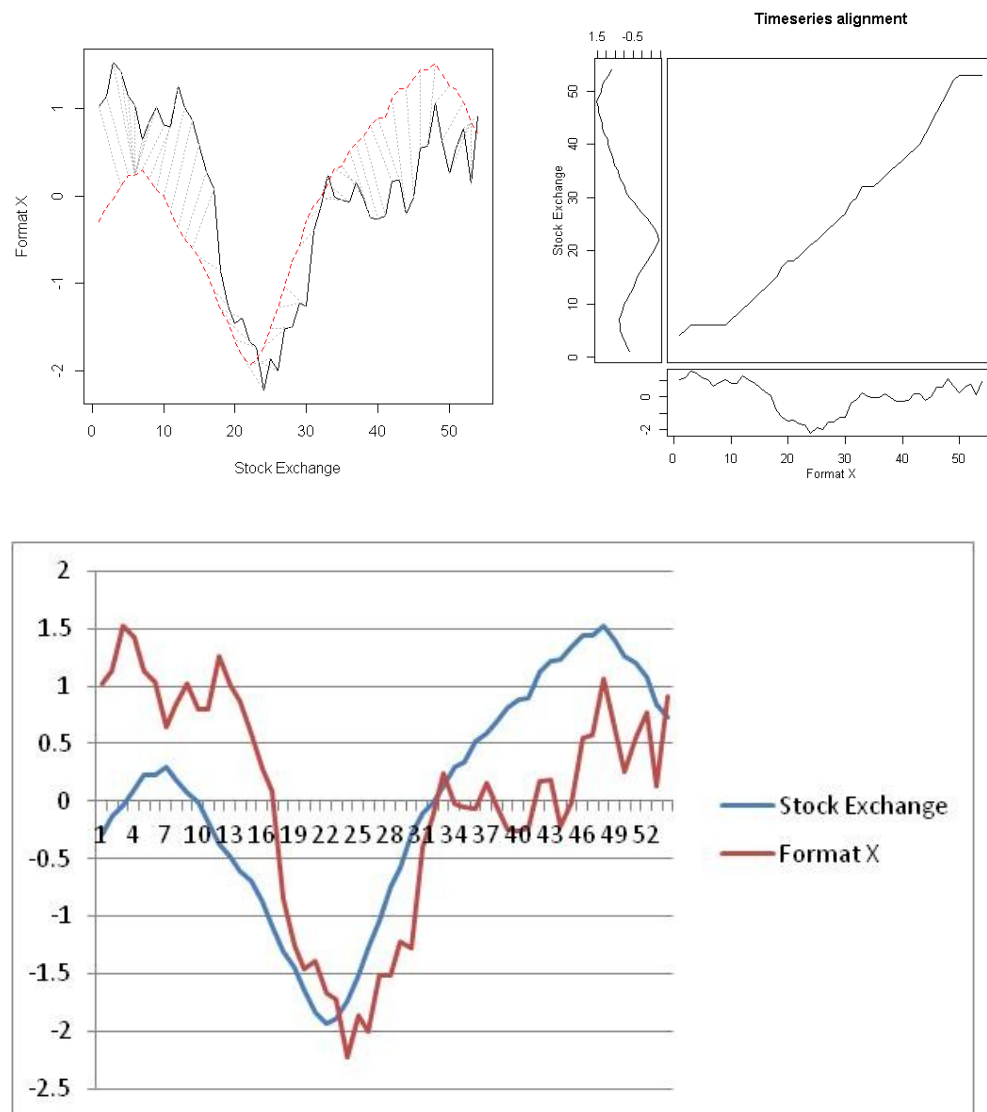 Timeseries alignment
1.5 -0.5
1
0
-1
-2
Format X
0 10 20 30 40 50
Stock Exchange
50
40
30
20
10
0
Stock Exchange
0
-2
0 10 20 30 40 50
Format X
2
1.5
1
0.5
0
-0.5
-1
-1.5
-2
-2.5
1 4 7 10 13 16 19 22 25 28 31 34 37 40 43 46 49 52
Stock Exchange
Format X